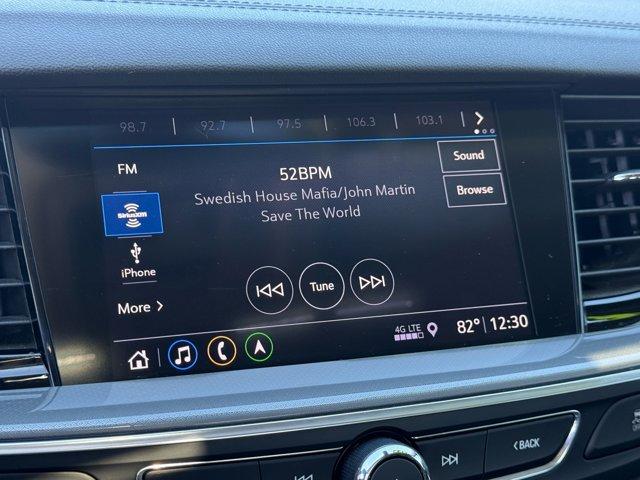 98.7 | 92.7 | 97.5 | 106.3 | 103.1 |
FM
52BPM
Sound
Swedish House Mafia/John Martin
Browse
Save The World
SiriusXM
iPhone
Tune
More
4G LTE
82° 12:30
BACK